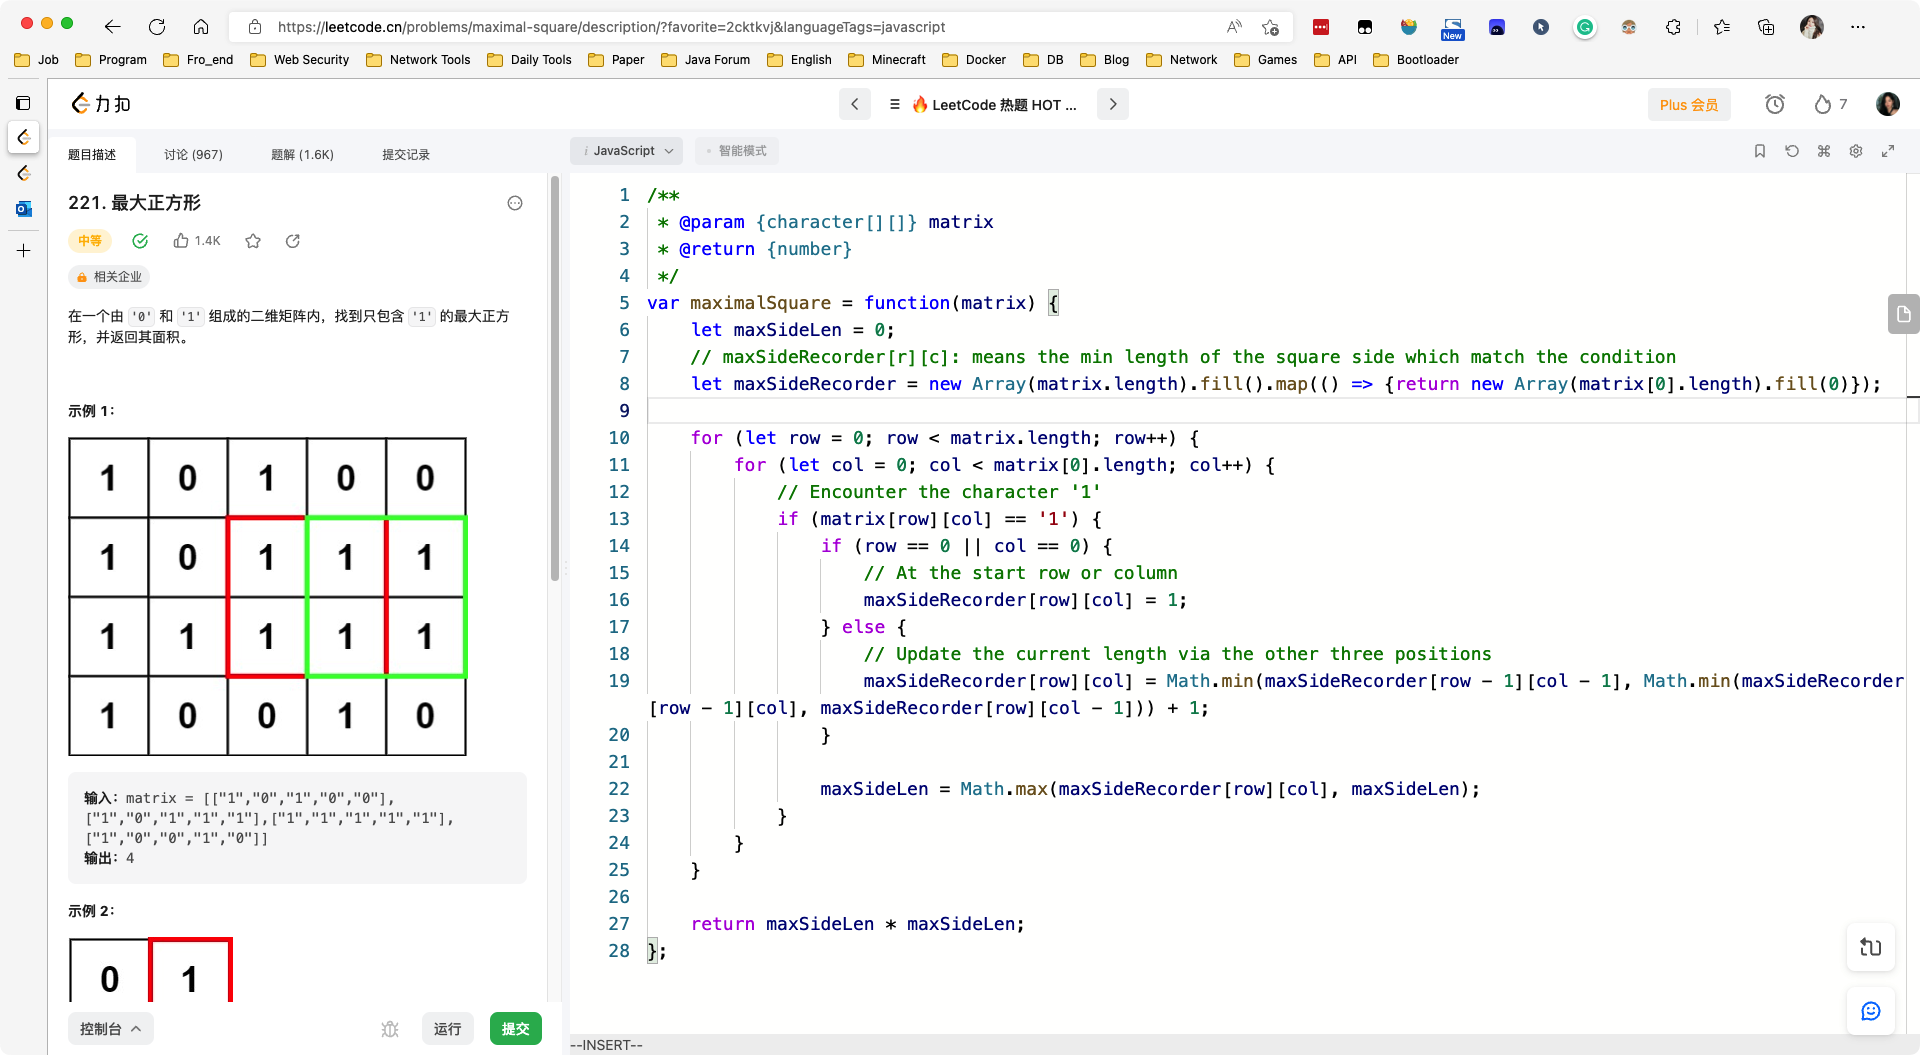 https://leetcode.cn/problems/maximal-square/description/?favorite=2cktkvj&languageTags=javascript
New
Job Program Fro_end Web Security Network Tools Daily Tools Paper Java Forum English Minecraft Docker DB Blog Network Games API Bootloader
力扣
🔥 LeetCode 热题 HOT ...
Plus 会员
7
题目描述 讨论 (967) 题解 (1.6K) 提交记录
221. 最大正方形
中等 1.4K
相关企业
在一个由 '0' 和 '1' 组成的二维矩阵内，找到只包含 '1' 的最大正方
形，并返回其面积。
示例 1：
1 0 1 0 0
1 0 1 1 1
1 1 1 1 1
1 0 0 1 0
输入：matrix = [["1","0","1","0","0"],
["1","0","1","1","1"],["1","1","1","1","1"],
["1","0","0","1","0"]]
输出：4
示例 2：
0 1
控制台 运行 提交
i JavaScript 智能模式
1 /**
2  * @param {character[][]} matrix
3  * @return {number}
4  */
5 var maximalSquare = function(matrix) {
6     let maxSideLen = 0;
7     // maxSideRecorder[r][c]: means the min length of the square side which match the condition
8     let maxSideRecorder = new Array(matrix.length).fill().map(() => {return new Array(matrix[0].length).fill(0)});
9
10     for (let row = 0; row < matrix.length; row++) {
11         for (let col = 0; col < matrix[0].length; col++) {
12             // Encounter the character '1'
13             if (matrix[row][col] == '1') {
14                 if (row == 0 || col == 0) {
15                     // At the start row or column
16                     maxSideRecorder[row][col] = 1;
17                 } else {
18                     // Update the current length via the other three positions
19                     maxSideRecorder[row][col] = Math.min(maxSideRecorder[row - 1][col - 1], Math.min(maxSideRecorder
[row - 1][col], maxSideRecorder[row][col - 1])) + 1;
20                 }
21
22                 maxSideLen = Math.max(maxSideRecorder[row][col], maxSideLen);
23             }
24         }
25     }
26
27     return maxSideLen * maxSideLen;
28 };
--INSERT--